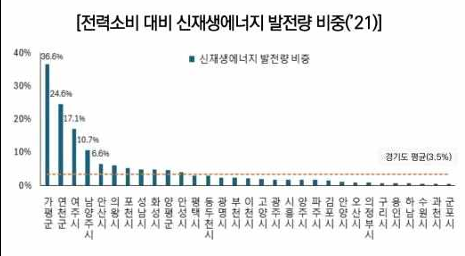 [전력소비 대비 신재생에너지 발전량 비중('21)]
신재생에너지 발전량 비중
40%
30%
20%
10%
0%
36.6%
24.6%
17.1%
10.7%
6.6%
경기도 평균(3.5%)
가평군
연천군
여주시
남양주시
안산시
의왕시
포천시
성남시
화성시
양평군
안성시
평택시
동두천시
광명시
부천시
이천시
고양시
광주시
시흥시
양주시
파주시
김포시
안양시
오산시
의정부시
구리시
용인시
하남시
수원시
과천시
군포시